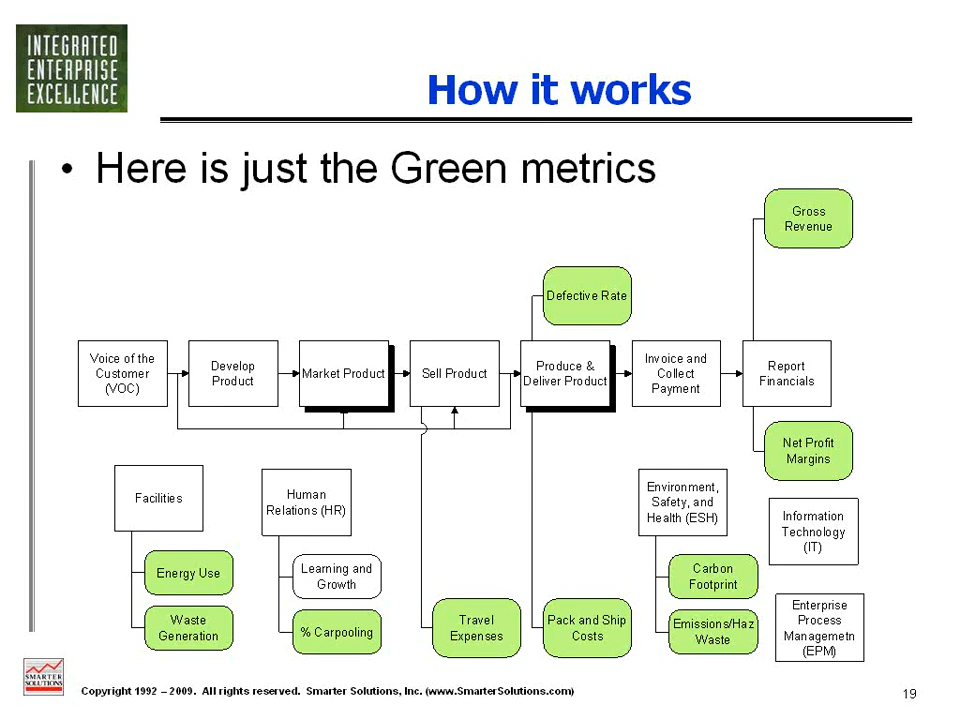 INTEGRATED
ENTERPRISE
EXCELLENCE
How it works
• Here is just the Green metrics
Gross
Revenue
Defective Rate
Voice of the
Customer
(VOC)
Develop
Product
Market Product
Sell Product
Produce &
Deliver Product
Invoice and
Collect
Payment
Report
Financials
Net Profit
Margins
Facilities
Human
Relations (HR)
Environment,
Safety, and
Health (ESH)
Information
Technology
(IT)
Energy Use
Learning and
Growth
Carbon
Footprint
Waste
Generation
% Carpooling
Travel
Expenses
Pack and Ship
Costs
Emissions/Haz
Waste
Enterprise
Process
Managemetn
(EPM)
SMARTER
SOLUTIONS
Copyright 1992 – 2009. All rights reserved. Smarter Solutions, Inc. (www.SmarterSolutions.com)
19